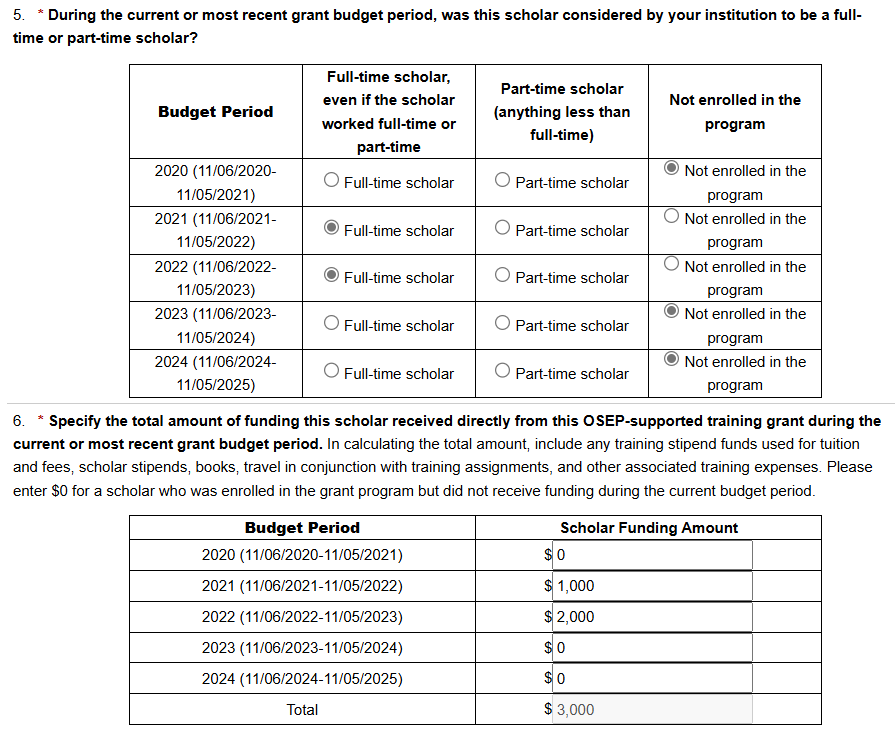 5. * During the current or most recent grant budget period, was this scholar considered by your institution to be a full-
time or part-time scholar?
Budget Period
Full-time scholar,
even if the scholar
worked full-time or
part-time
Part-time scholar
(anything less than
full-time)
Not enrolled in the
program
2020 (11/06/2020-
11/05/2021)
Full-time scholar
Part-time scholar
Not enrolled in the
program
2021 (11/06/2021-
11/05/2022)
Full-time scholar
Part-time scholar
Not enrolled in the
program
2022 (11/06/2022-
11/05/2023)
Full-time scholar
Part-time scholar
Not enrolled in the
program
2023 (11/06/2023-
11/05/2024)
Full-time scholar
Part-time scholar
Not enrolled in the
program
2024 (11/06/2024-
11/05/2025)
Full-time scholar
Part-time scholar
Not enrolled in the
program
6. * Specify the total amount of funding this scholar received directly from this OSEP-supported training grant during the
current or most recent grant budget period. In calculating the total amount, include any training stipend funds used for tuition
and fees, scholar stipends, books, travel in conjunction with training assignments, and other associated training expenses. Please
enter $0 for a scholar who was enrolled in the grant program but did not receive funding during the current budget period.
Budget Period Scholar Funding Amount
2020 (11/06/2020-11/05/2021) $ 0
2021 (11/06/2021-11/05/2022) $ 1,000
2022 (11/06/2022-11/05/2023) $ 2,000
2023 (11/06/2023-11/05/2024) $ 0
2024 (11/06/2024-11/05/2025) $ 0
Total $ 3,000